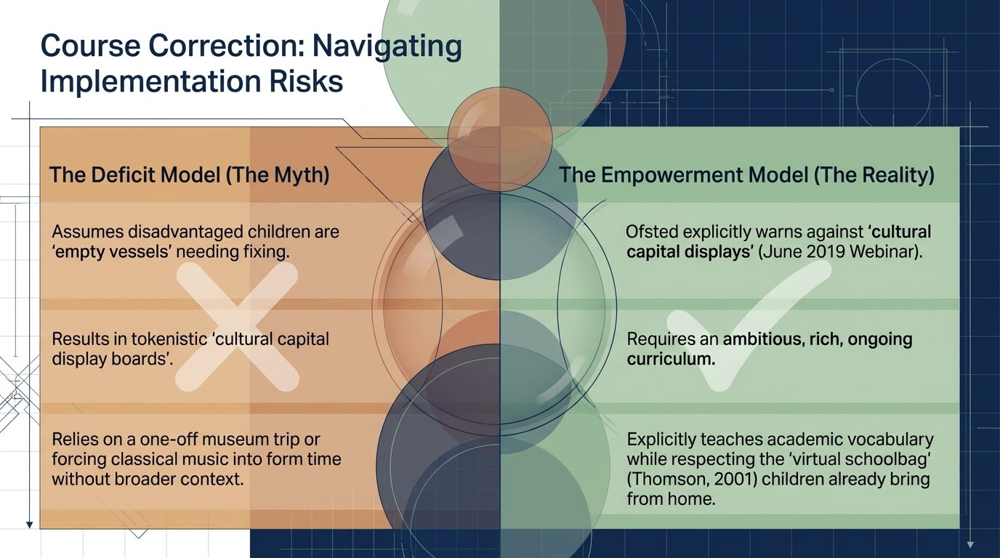 Course Correction: Navigating
Implementation Risks
The Deficit Model (The Myth)
Assumes disadvantaged children are
‘empty vessels’ needing fixing.
Results in tokenistic ‘cultural capital
display boards’.
Relies on a one-off museum trip or
forcing classical music into form time
without broader context.
The Empowerment Model (The Reality)
Ofsted explicitly warns against ‘cultural
capital displays’ (June 2019 Webinar).
Requires an ambitious, rich, ongoing
curriculum.
Explicitly teaches academic vocabulary
while respecting the ‘virtual schoolbag’
(Thomson, 2001) children already bring
from home.